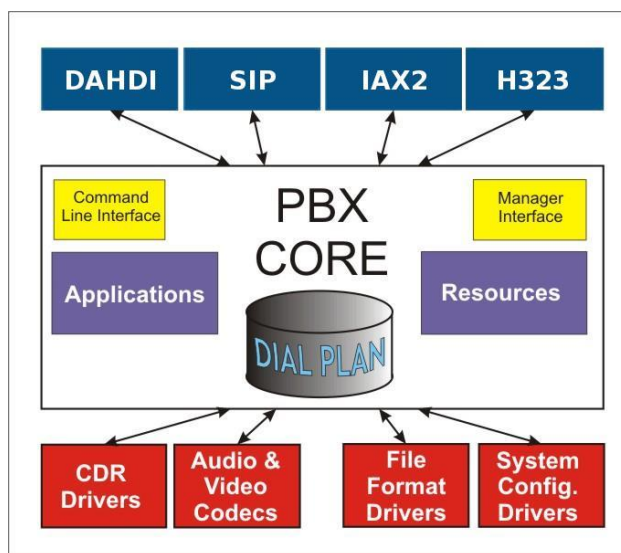 DAHDI
SIP
IAX2
H323
Command
Line Interface
PBX
CORE
Manager
Interface
Applications
Resources
DIAL PLAN
CDR
Drivers
Audio &
Video
Codecs
File
Format
Drivers
System
Config.
Drivers